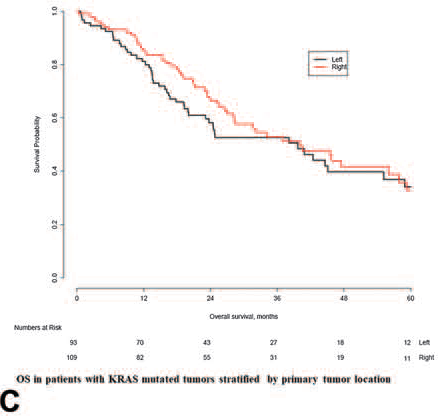 1.0
0.8
0.6
0.4
0.2
0.0
Survival Probability
Left
Right
0 12 24 36 48 60
Overall survival, months
Numbers at Risk
93 70 43 27 18 12 Left
109 82 55 31 19 11 Right
OS in patients with KRAS mutated tumors stratified by primary tumor location
C